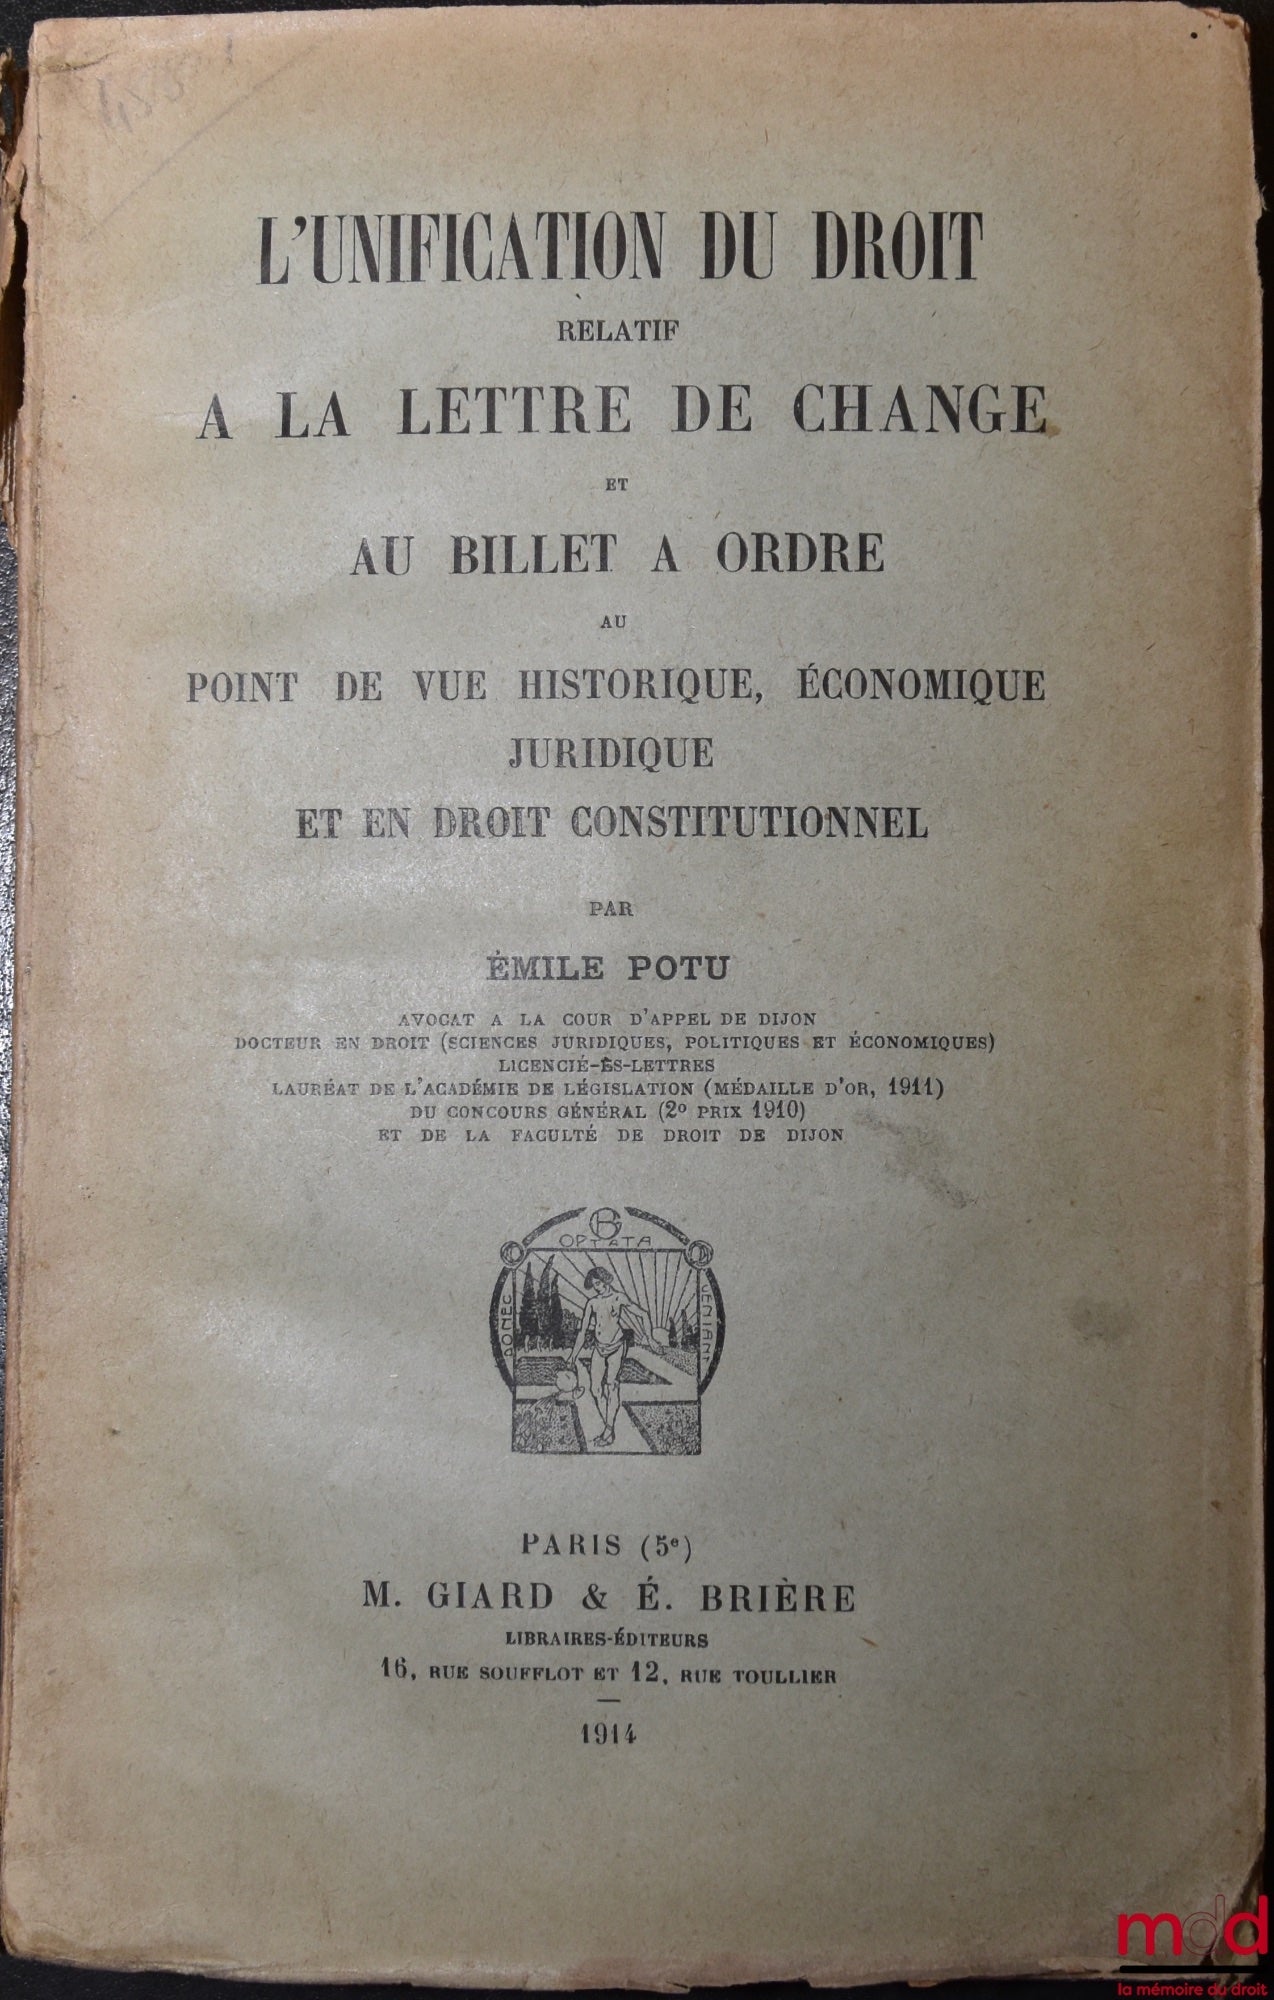 L'UNIFICATION DU DROIT
RELATIF
A LA LETTRE DE CHANGE
ET
AU BILLET A ORDRE
AU
POINT DE VUE HISTORIQUE, ÉCONOMIQUE
JURIDIQUE
ET EN DROIT CONSTITUTIONNEL
PAR
ÉMILE POTU
AVOCAT A LA COUR D'APPEL DE DIJON
DOCTEUR EN DROIT (SCIENCES JURIDIQUES, POLITIQUES ET ÉCONOMIQUES)
LICENCIÉ-ÈS-LETTRES
LAURÉAT DE L'ACADÉMIE DE LÉGISLATION (MÉDAILLE D'OR, 1911)
DU CONCOURS GÉNÉRAL (2º PRIX 1910)
ET DE LA FACULTÉ DE DROIT DE DIJON
DONEC OPTATA VENIANT
PARIS (5e)
M. GIARD & É. BRIÈRE
LIBRAIRES-ÉDITEURS
16, RUE SOUFFLOT ET 12, RUE TOULLIER
1914
mdd
la mémoire du droit